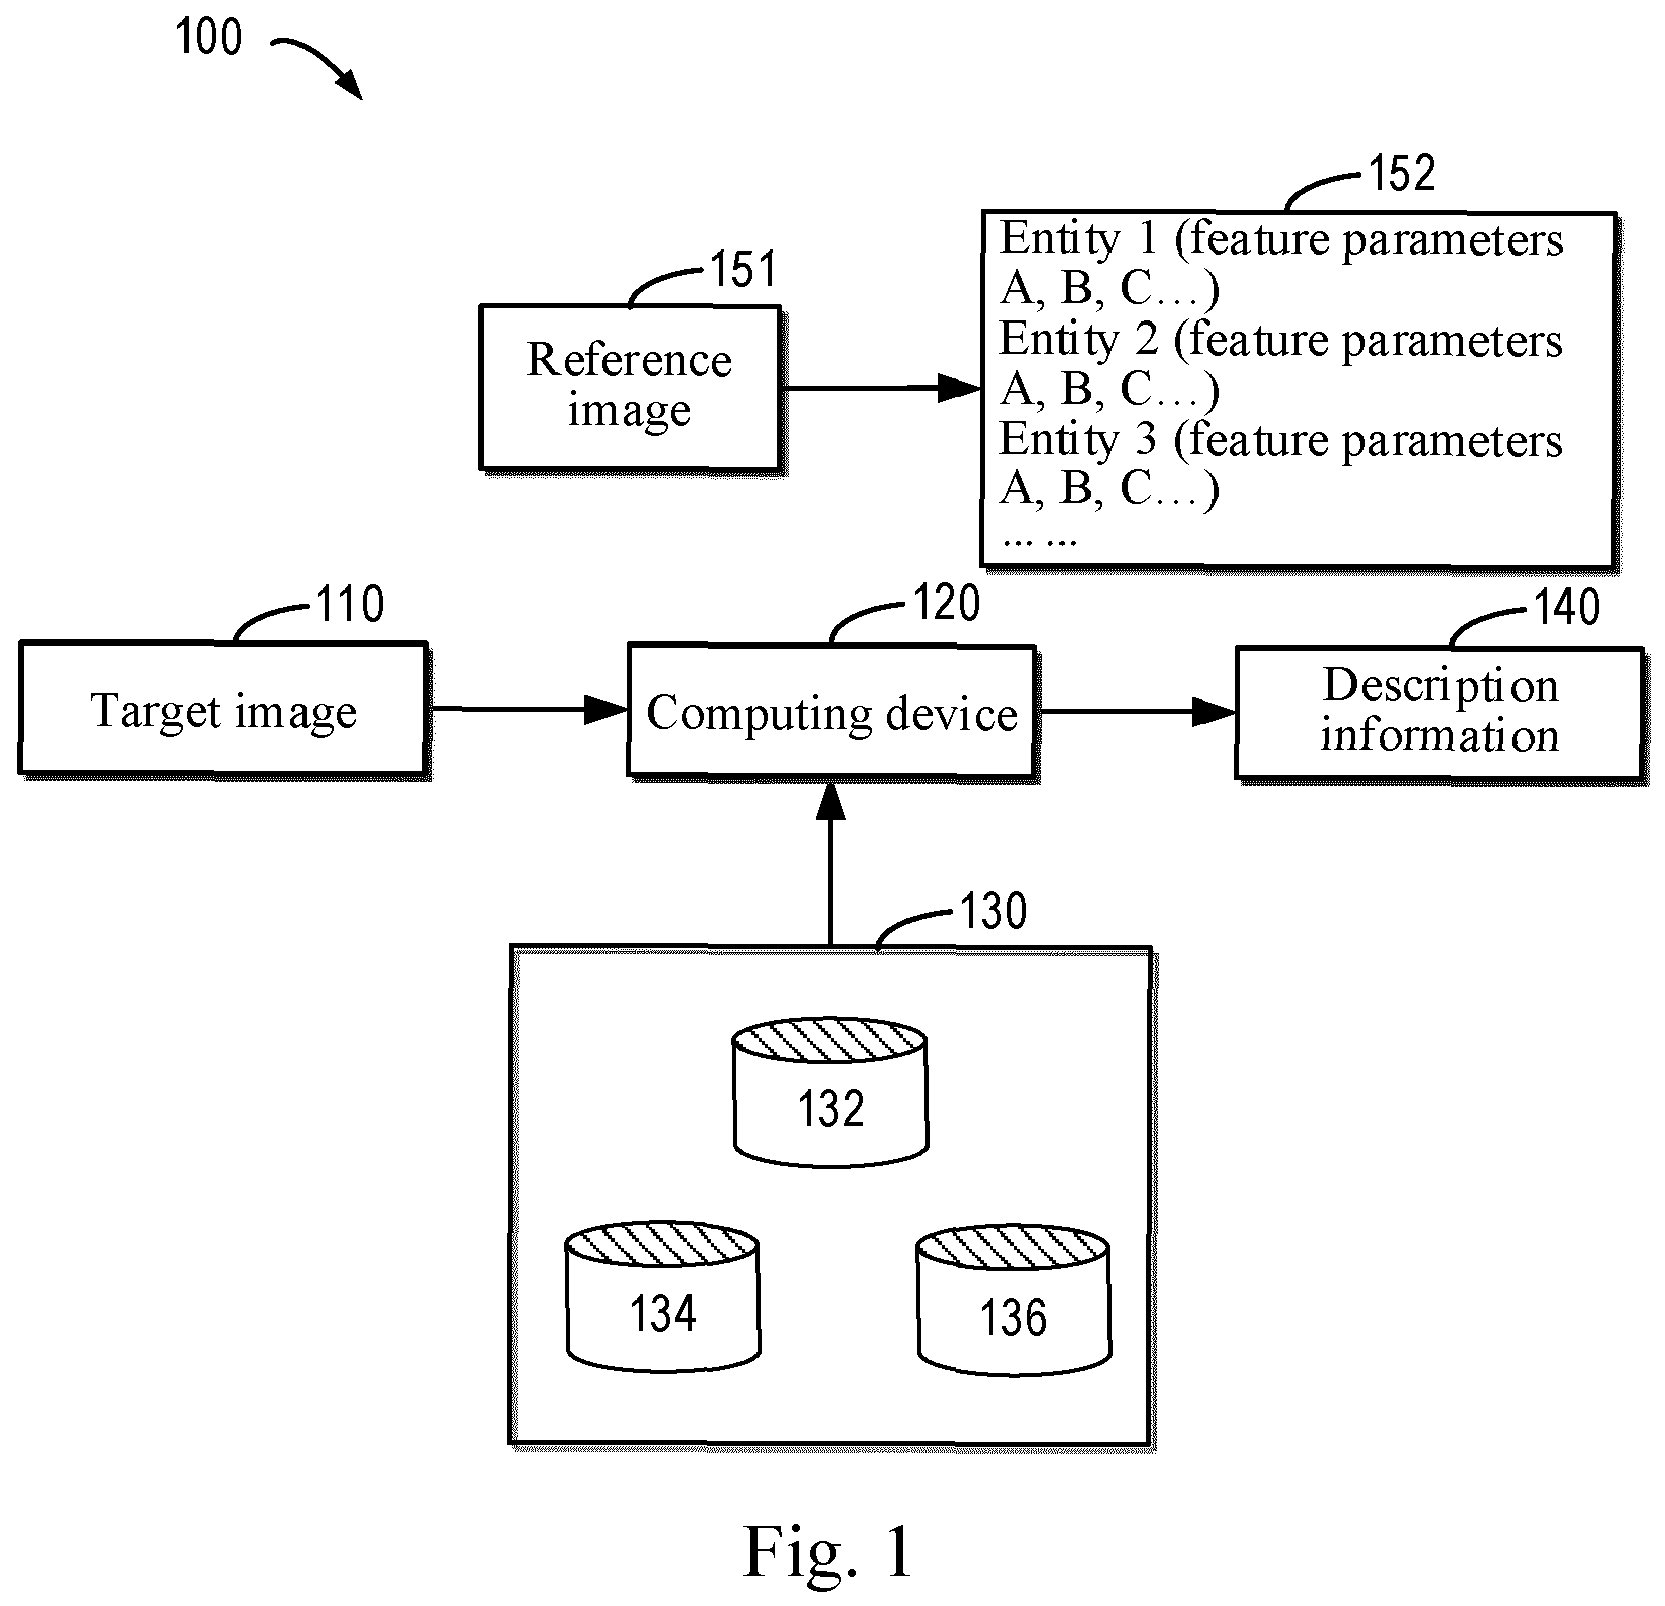 100
152
Entity 1 (feature parameters
A, B, C…)
Entity 2 (feature parameters
A, B, C…)
Entity 3 (feature parameters
A, B, C…)
... ...
151
Reference
image
110
Target image
120
Computing device
140
Description
information
130
132
134
136
Fig. 1